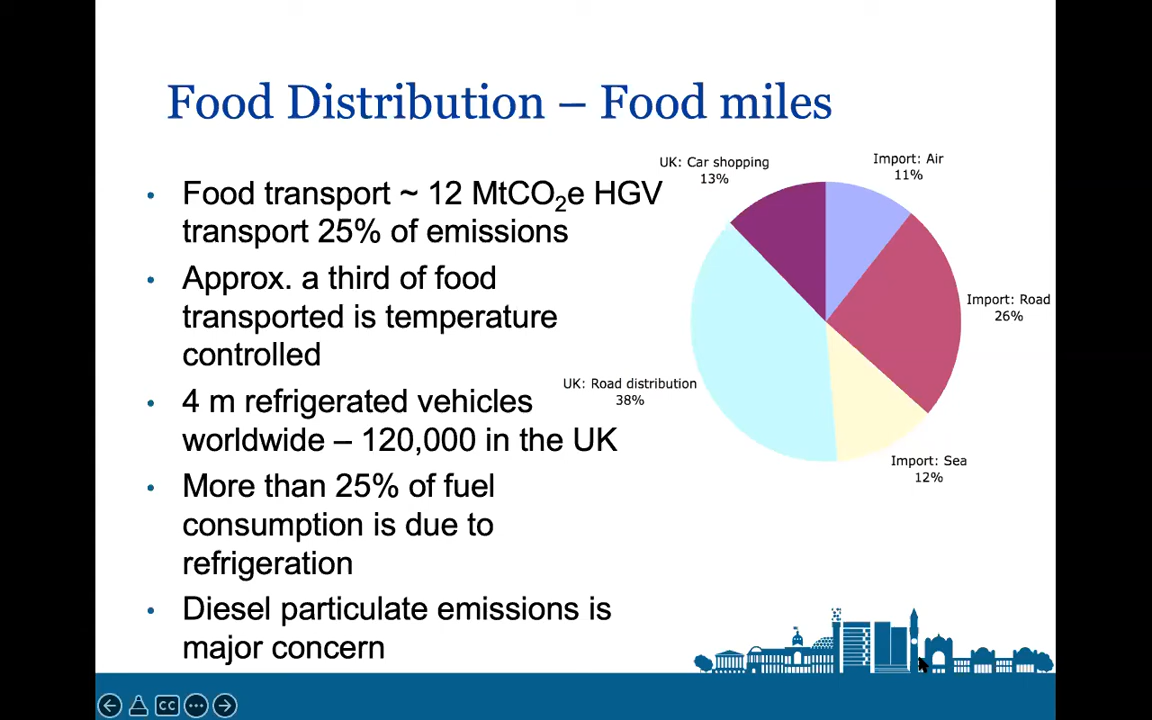 Food Distribution – Food miles
• Food transport ~ 12 MtCO₂e HGV
transport 25% of emissions
• Approx. a third of food
transported is temperature
controlled
• 4 m refrigerated vehicles
worldwide – 120,000 in the UK
• More than 25% of fuel
consumption is due to
refrigeration
• Diesel particulate emissions is
major concern
UK: Car shopping
13%
Import: Air
11%
Import: Road
26%
UK: Road distribution
38%
Import: Sea
12%
CC